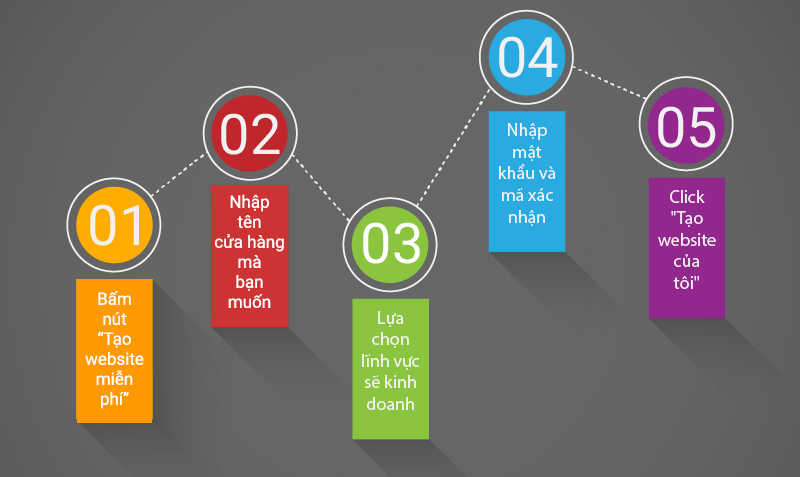 01
Bấm
nút
“Tạo
website
miễn
phí”
02
Nhập
tên
cửa hàng
mà
bạn
muốn
03
Lựa
chọn
lĩnh vực
sẽ kinh
doanh
04
Nhập
mật
khẩu và
mã xác
nhận
05
Click
"Tạo
website
của
tôi"